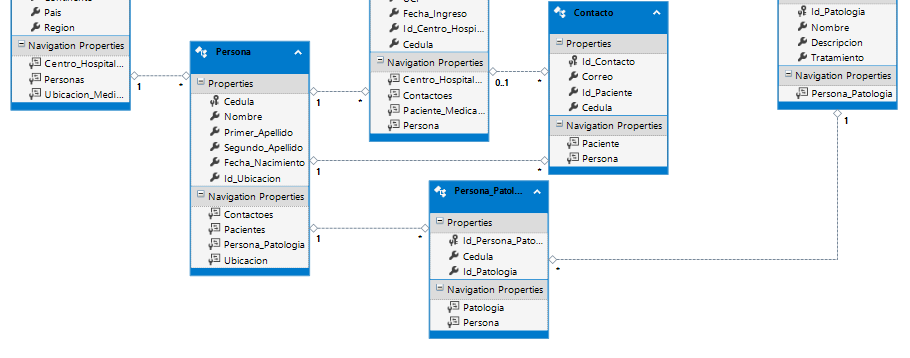 Pais
Region
Navigation Properties
Centro_Hospital...
Personas
Ubicacion_Medi...
1
*
Persona
Properties
Cedula
Nombre
Primer_Apellido
Segundo_Apellido
Fecha_Nacimiento
Id_Ubicacion
Navigation Properties
Contactoes
Pacientes
Persona_Patologia
Ubicacion
1
*
1
*
1
*
Fecha_Ingreso
Id_Centro_Hospi...
Cedula
Navigation Properties
Centro_Hospital...
Contactoes
Paciente_Medica...
Persona
0..1
*
Contacto
Properties
Id_Contacto
Correo
Id_Paciente
Cedula
Navigation Properties
Paciente
Persona
Persona_Patol...
Properties
Id_Persona_Pato...
Cedula
Id_Patologia
Navigation Properties
Patologia
Persona
*
Id_Patologia
Nombre
Descripcion
Tratamiento
Navigation Properties
Persona_Patologia
1